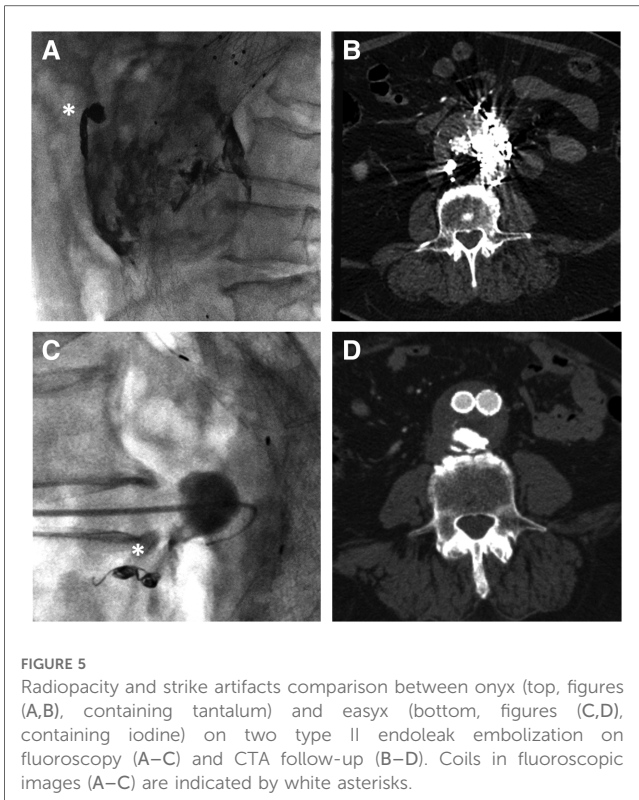 A
B
*
C
D
*
FIGURE 5
Radiopacity and strike artifacts comparison between onyx (top, figures
(A,B), containing tantalum) and easyx (bottom, figures (C,D),
containing iodine) on two type II endoleak embolization on
fluoroscopy (A–C) and CTA follow-up (B–D). Coils in fluoroscopic
images (A–C) are indicated by white asterisks.